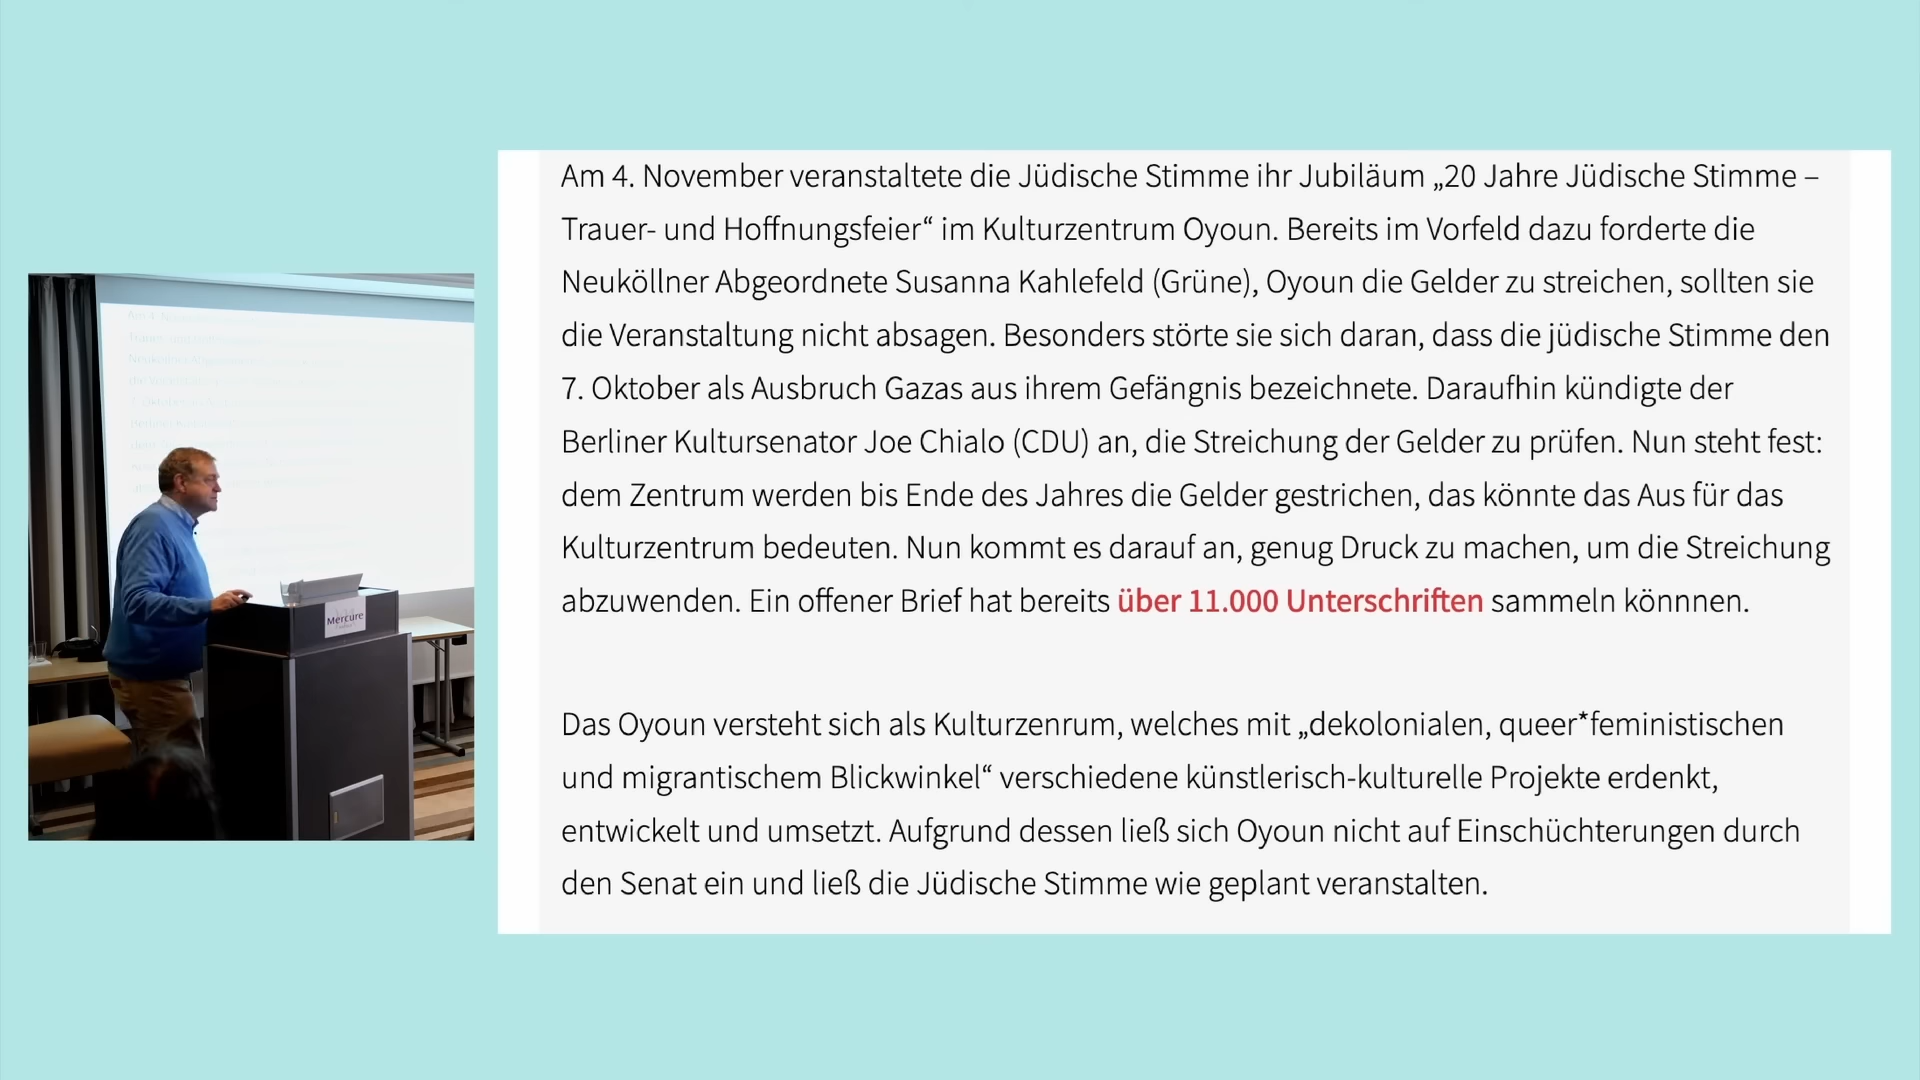 Am 4. November veranstaltete die Jüdische Stimme ihr Jubiläum „20 Jahre Jüdische Stimme –
Trauer- und Hoffnungsfeier“ im Kulturzentrum Oyoun. Bereits im Vorfeld dazu forderte die
Neuköllner Abgeordnete Susanna Kahlefeld (Grüne), Oyoun die Gelder zu streichen, sollten sie
die Veranstaltung nicht absagen. Besonders störte sie sich daran, dass die jüdische Stimme den
7. Oktober als Ausbruch Gazas aus ihrem Gefängnis bezeichnete. Daraufhin kündigte der
Berliner Kultursenator Joe Chialo (CDU) an, die Streichung der Gelder zu prüfen. Nun steht fest:
dem Zentrum werden bis Ende des Jahres die Gelder gestrichen, das könnte das Aus für das
Kulturzentrum bedeuten. Nun kommt es darauf an, genug Druck zu machen, um die Streichung
abzuwenden. Ein offener Brief hat bereits über 11.000 Unterschriften sammeln könnnen.
Das Oyoun versteht sich als Kulturzenrum, welches mit „dekolonialen, queer*feministischen
und migrantischem Blickwinkel“ verschiedene künstlerisch-kulturelle Projekte erdenkt,
entwickelt und umsetzt. Aufgrund dessen ließ sich Oyoun nicht auf Einschüchterungen durch
den Senat ein und ließ die Jüdische Stimme wie geplant veranstalten.
Mercure